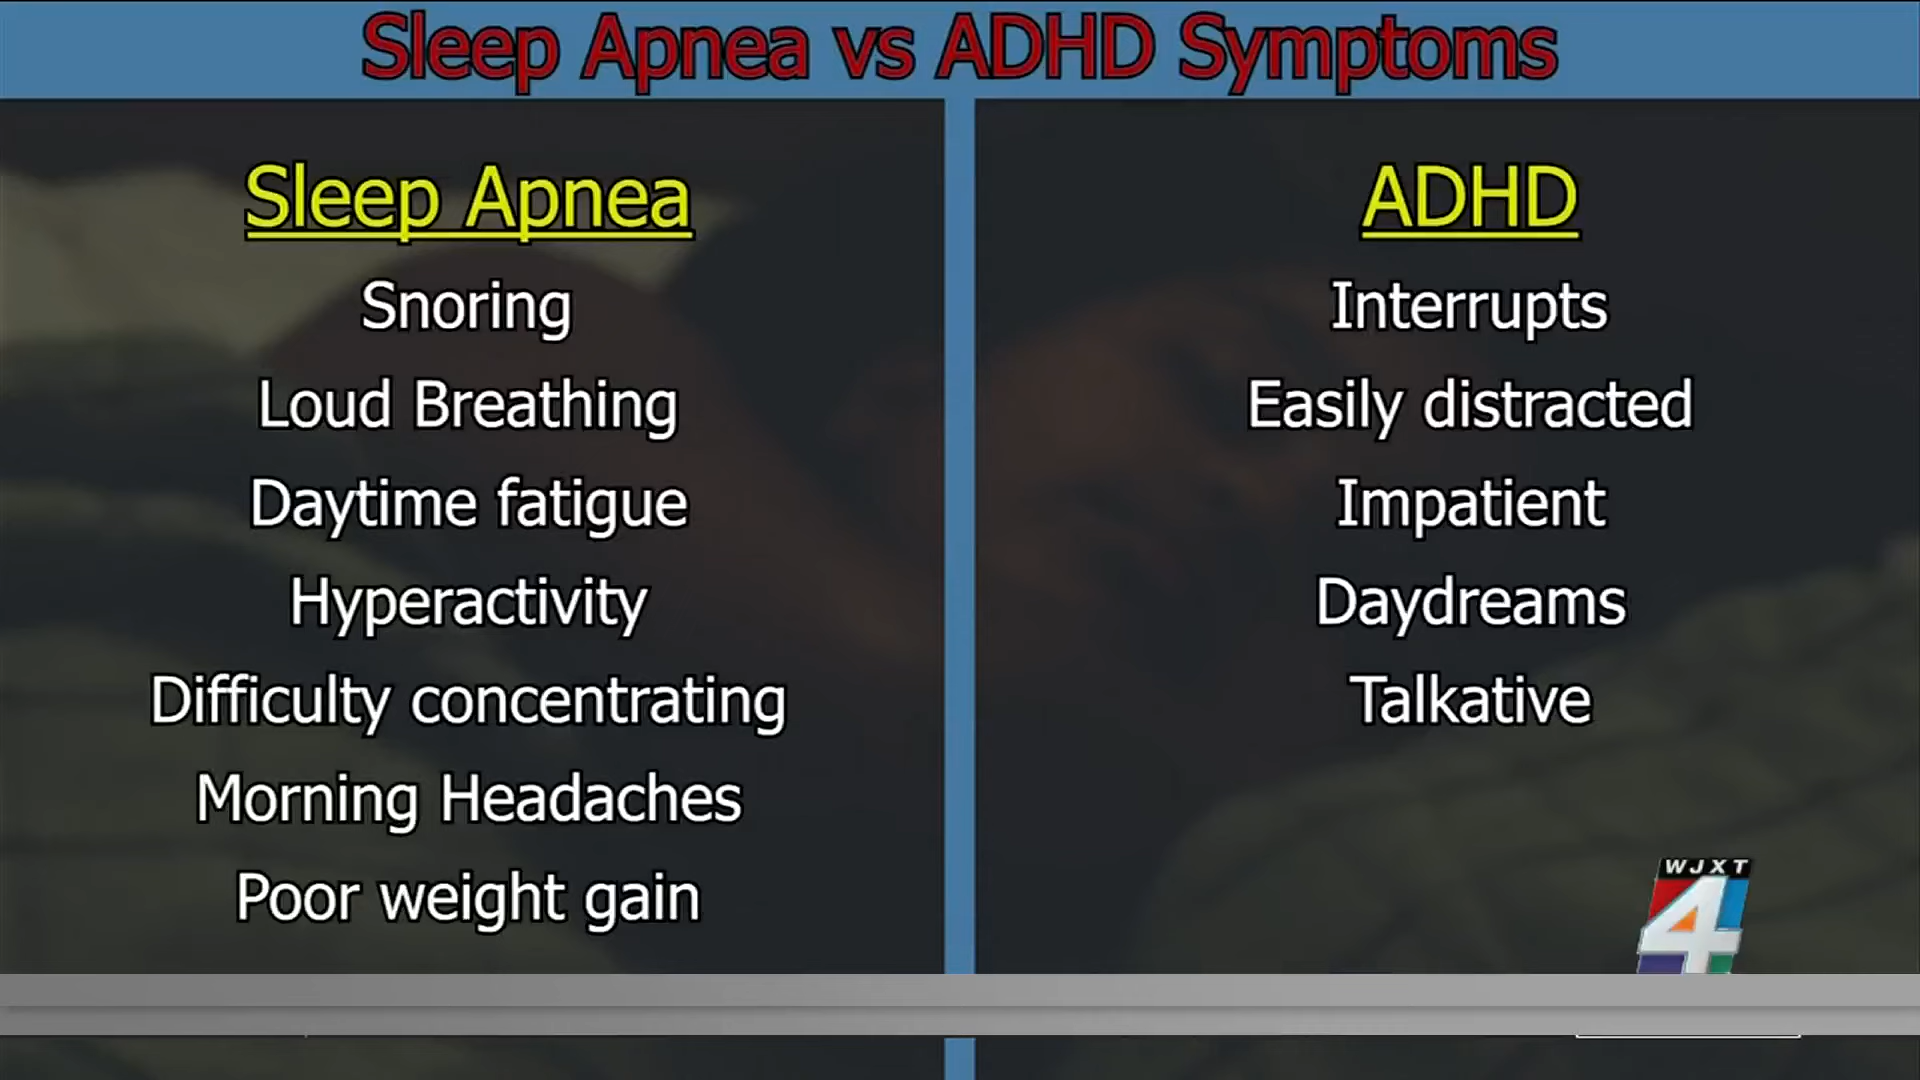 Sleep Apnea vs ADHD Symptoms
Sleep Apnea
Snoring
Loud Breathing
Daytime fatigue
Hyperactivity
Difficulty concentrating
Morning Headaches
Poor weight gain
ADHD
Interrupts
Easily distracted
Impatient
Daydreams
Talkative
WJXT
4